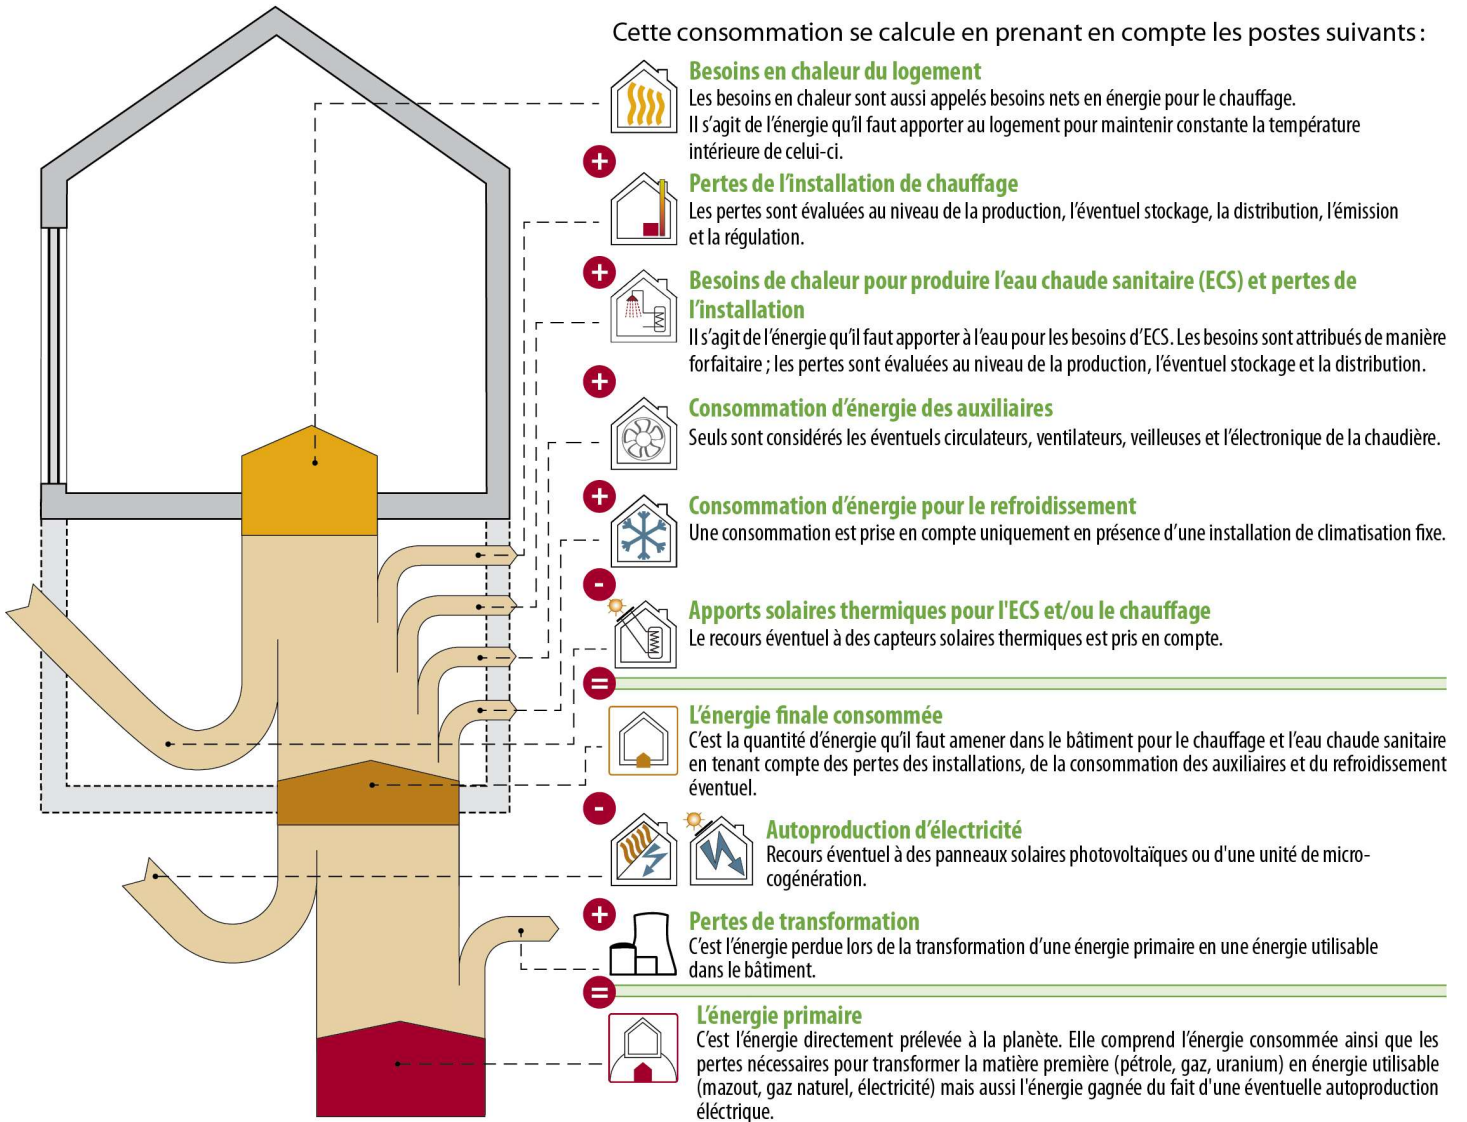 Cette consommation se calcule en prenant en compte les postes suivants :
Besoins en chaleur du logement
Les besoins en chaleur sont aussi appelés besoins nets en énergie pour le chauffage.
Il s'agit de l'énergie qu'il faut apporter au logement pour maintenir constante la température
intérieure de celui-ci.
+
Pertes de l'installation de chauffage
Les pertes sont évaluées au niveau de la production, l'éventuel stockage, la distribution, l'émission
et la régulation.
+
Besoins de chaleur pour produire l'eau chaude sanitaire (ECS) et pertes de
l'installation
Il s'agit de l'énergie qu'il faut apporter à l'eau pour les besoins d'ECS. Les besoins sont attribués de manière
forfaitaire ; les pertes sont évaluées au niveau de la production, l'éventuel stockage et la distribution.
+
Consommation d'énergie des auxiliaires
Seuls sont considérés les éventuels circulateurs, ventilateurs, veilleuses et l'électronique de la chaudière.
+
Consommation d'énergie pour le refroidissement
Une consommation est prise en compte uniquement en présence d'une installation de climatisation fixe.
-
Apports solaires thermiques pour l'ECS et/ou le chauffage
Le recours éventuel à des capteurs solaires thermiques est pris en compte.
=
L'énergie finale consommée
C'est la quantité d'énergie qu'il faut amener dans le bâtiment pour le chauffage et l'eau chaude sanitaire
en tenant compte des pertes des installations, de la consommation des auxiliaires et du refroidissement
éventuel.
-
Autoproduction d'électricité
Recours éventuel à des panneaux solaires photovoltaïques ou d'une unité de micro-
cogénération.
+
Pertes de transformation
C'est l'énergie perdue lors de la transformation d'une énergie primaire en une énergie utilisable
dans le bâtiment.
=
L'énergie primaire
C'est l'énergie directement prélevée à la planète. Elle comprend l'énergie consommée ainsi que les
pertes nécessaires pour transformer la matière première (pétrole, gaz, uranium) en énergie utilisable
(mazout, gaz naturel, électricité) mais aussi l'énergie gagnée du fait d'une éventuelle autoproduction
éléctrique.